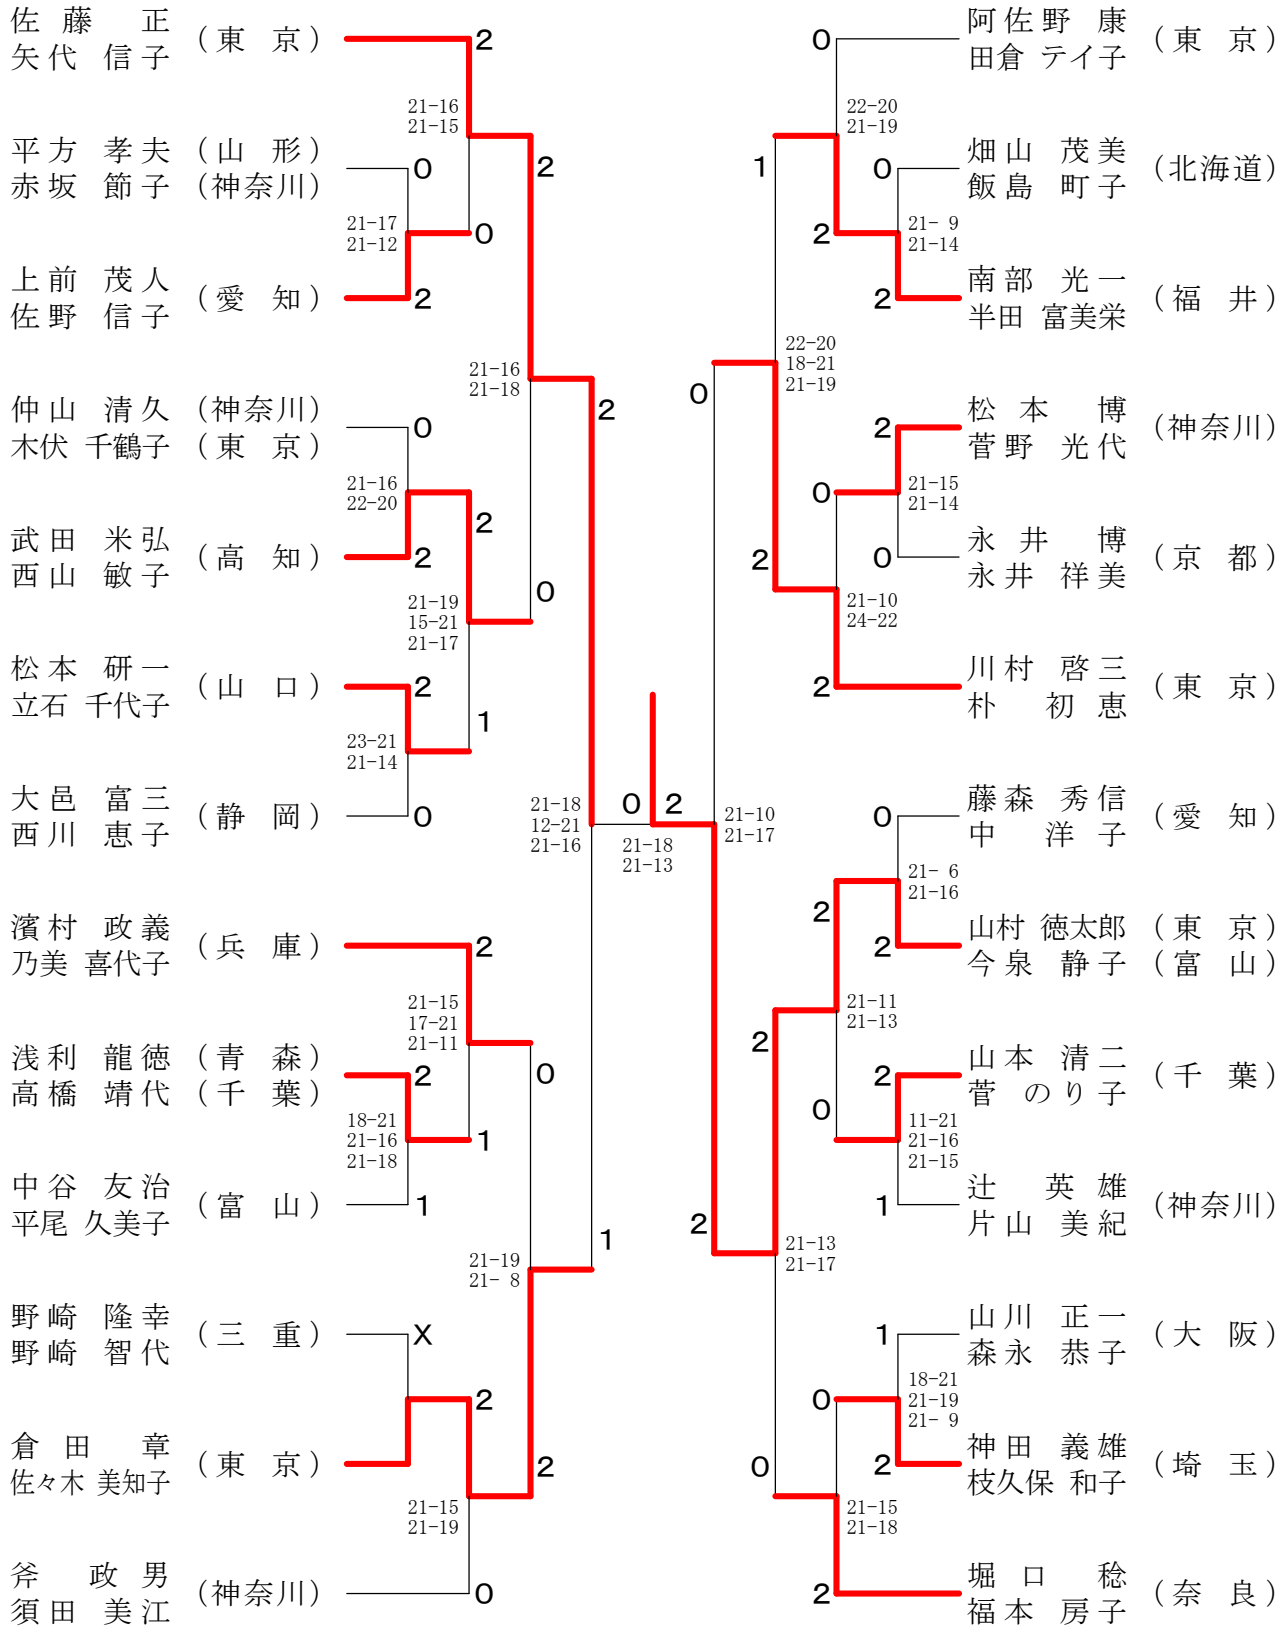 佐藤 正 (東 京) 2
矢代 信子
21-16
21-15
平方 孝夫 (山 形) 0
赤坂 節子 (神奈川)
2
21-17
21-12
0
上前 茂人 (愛 知) 2
佐野 信子
21-16
21-18
2
仲山 清久 (神奈川) 0
木伏 千鶴子 (東 京)
21-16
22-20
2
武田 米弘 (高 知) 2
西山 敏子
0
21-19
15-21
21-17
松本 研一 (山 口) 2
立石 千代子
1
23-21
21-14
大邑 富三 (静 岡) 0
西川 恵子
21-18
12-21
21-16
0 2
21-18
21-13
濱村 政義 (兵 庫) 2
乃美 喜代子
21-15
17-21
21-11
0
浅利 龍徳 (青 森) 2
高橋 靖代 (千 葉)
18-21
21-16
21-18
1
中谷 友治 (富 山) 1
平尾 久美子
1
21-19
21- 8
野崎 隆幸 (三 重) X
野崎 智代
2
倉田 章 (東 京)
佐々木 美知子
2
21-15
21-19
斧 政男 (神奈川) 0
須田 美江
0 阿佐野 康 (東 京)
田倉 テイ子
22-20
21-19
1
0 畑山 茂美 (北海道)
飯島 町子
2
21- 9
21-14
2 南部 光一 (福 井)
半田 富美栄
22-20
18-21
21-19
0
2 松本 博 (神奈川)
菅野 光代
0
21-15
21-14
0 永井 博 (京 都)
永井 祥美
2
21-10
24-22
2 川村 啓三 (東 京)
朴 初恵
21-10
21-17
0 藤森 秀信 (愛 知)
中 洋子
21- 6
21-16
2
2 山村 徳太郎 (東 京)
今泉 静子 (富 山)
21-11
21-13
2
2 山本 清二 (千 葉)
菅 のり子
0
11-21
21-16
21-15
1 辻 英雄 (神奈川)
片山 美紀
2
21-13
21-17
1 山川 正一 (大 阪)
森永 恭子
18-21
21-19
21- 9
0
2 神田 義雄 (埼 玉)
枝久保 和子
0
21-15
21-18
2 堀口 稔 (奈 良)
福本 房子